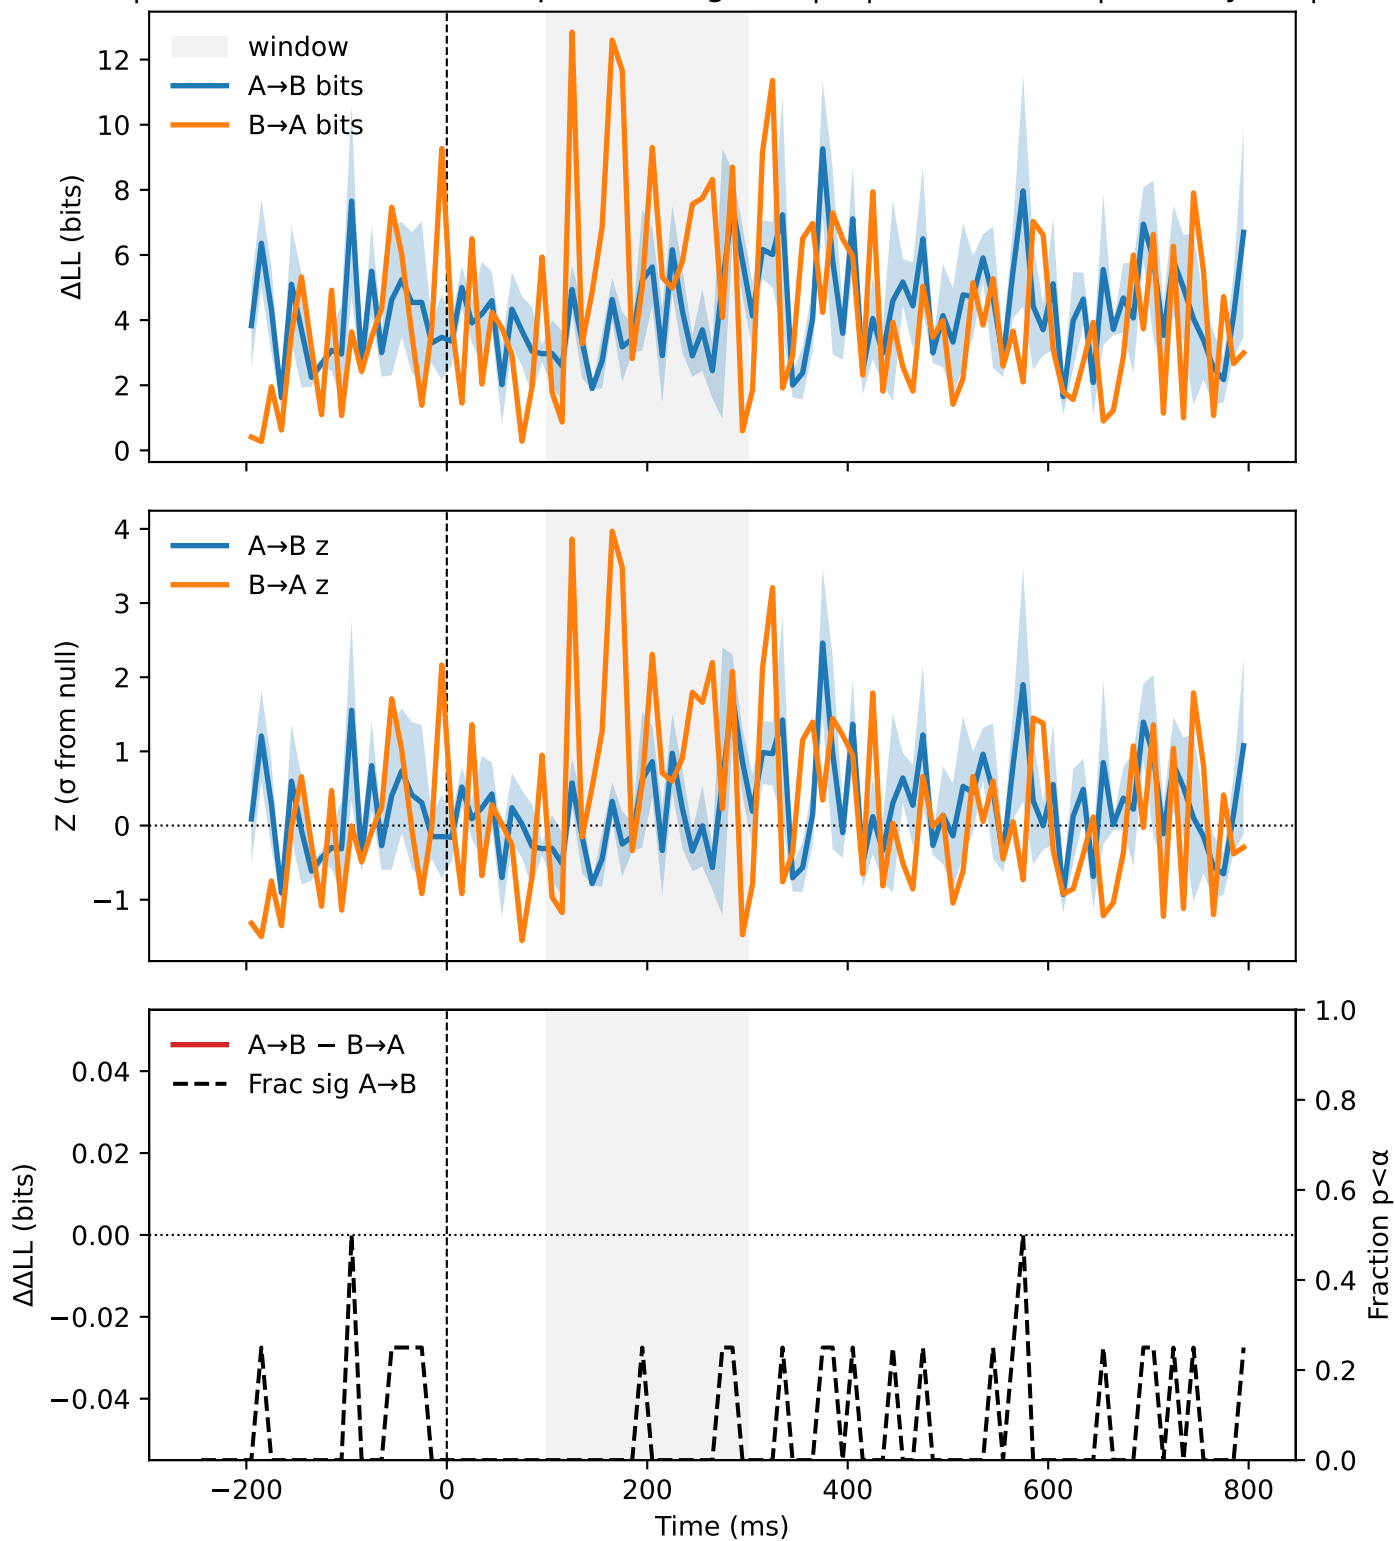 window
A→B bits
B→A bits
ΔLL (bits)
12
10
8
6
4
2
0
A→B z
B→A z
Z (σ from null)
4
3
2
1
0
−1
A→B − B→A
Frac sig A→B
ΔΔLL (bits)
0.04
0.02
0.00
−0.02
−0.04
1.0
0.8
0.6
0.4
0.2
0.0
Fraction p<α
−200 0 200 400 600 800
Time (ms)